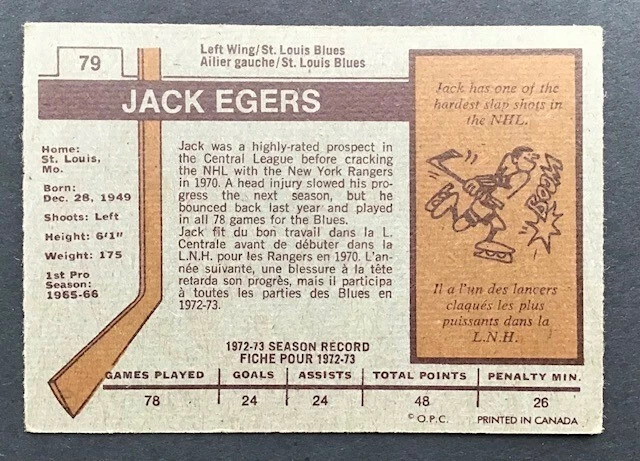 79
Left Wing/St. Louis Blues
Ailier gauche/St. Louis Blues
JACK EGERS
Home:
St. Louis,
Mo.
Born:
Dec. 28, 1949
Shoots: Left
Height: 6'1"
Weight: 175
1st Pro
Season:
1965-66
Jack was a highly-rated prospect in
the Central League before cracking
the NHL with the New York Rangers
in 1970. A head injury slowed his pro-
gress the next season, but he
bounced back last year and played
in all 78 games for the Blues.
Jack fit du bon travail dans la L.
Centrale avant de débuter dans la
L.N.H. pour les Rangers en 1970. L'an-
née suivante, une blessure à la tête
retarda son progrès, mais il participa
à toutes les parties des Blues en
1972-73.
Jack has one of the
hardest slap shots in
the NHL.
BOOM
Il a l'un des lancers
claqués les plus
puissants dans la
L.N.H.
1972-73 SEASON RECORD
FICHE POUR 1972-73
GAMES PLAYED GOALS ASSISTS TOTAL POINTS PENALTY MIN.
78 24 24 48 26
© O.P.C. PRINTED IN CANADA